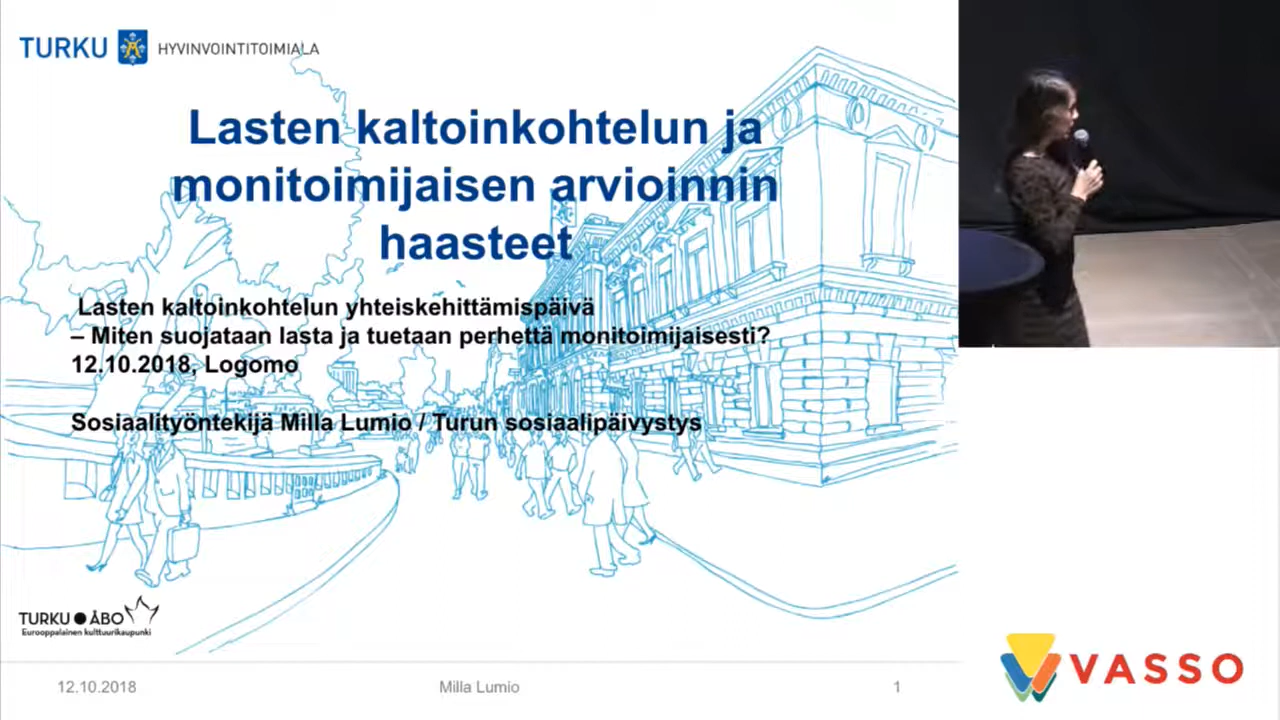 TURKU HYVINVOINTITOIMIALA
Lasten kaltoinkohtelun ja
monitoimijaisen arvioinnin
haasteet
Lasten kaltoinkohtelun yhteiskehittämispäivä
– Miten suojataan lasta ja tuetaan perhettä monitoimijaisesti?
12.10.2018, Logomo
Sosiaalityöntekijä Milla Lumio / Turun sosiaalipäivystys
TURKU ÅBO
Eurooppalainen kulttuurikaupunki
12.10.2018 Milla Lumio 1
VASSO